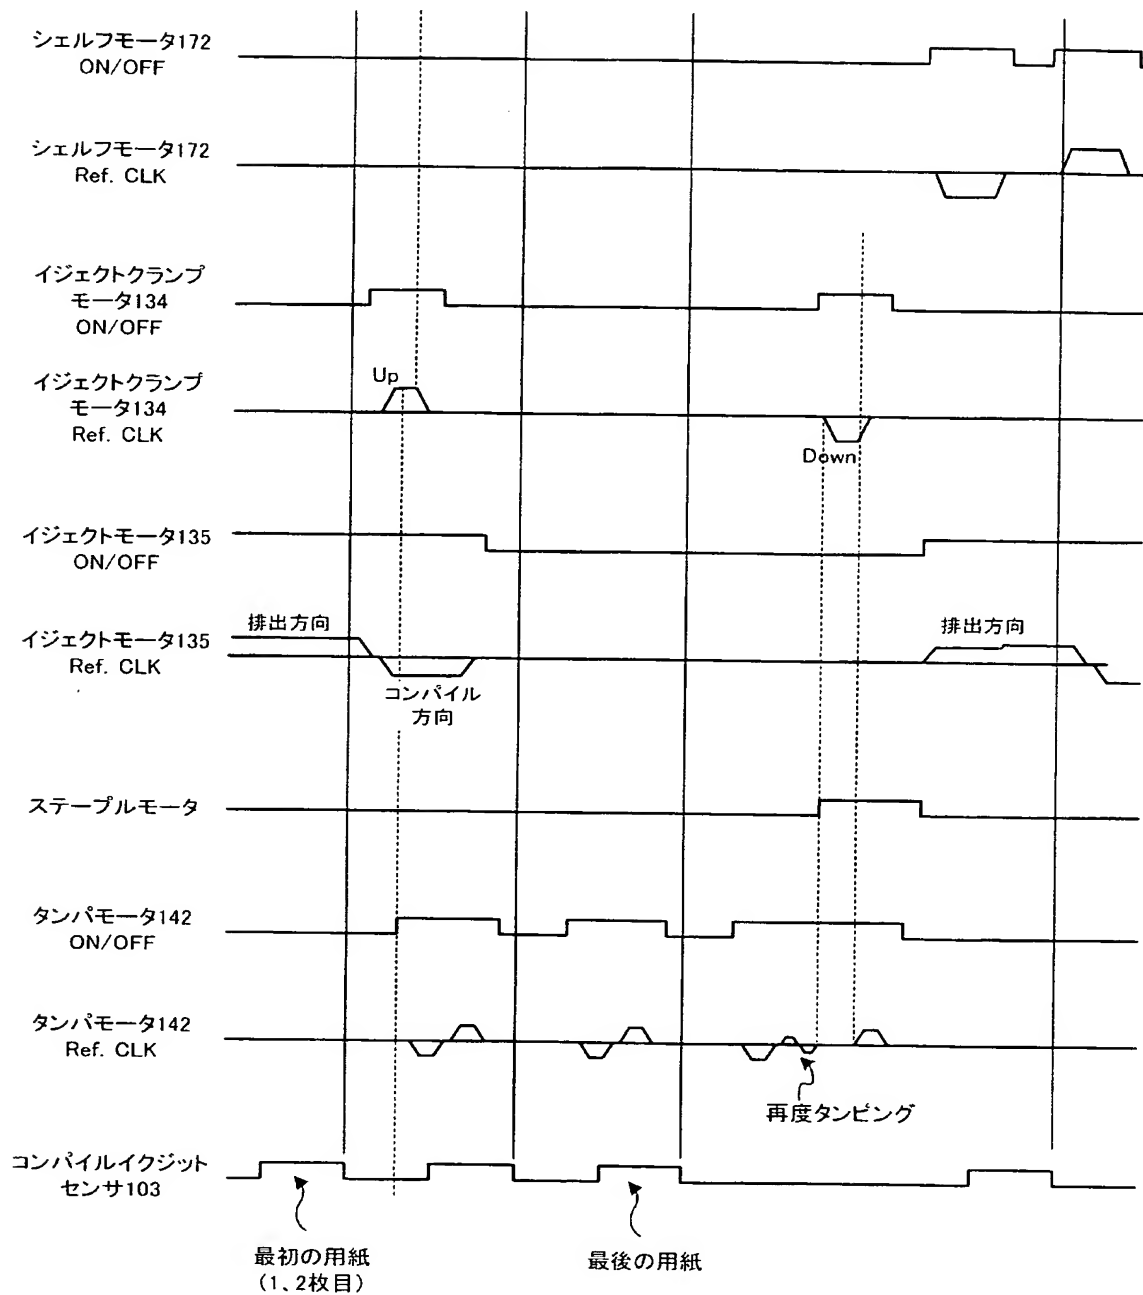 シェルフモータ172
ON/OFF
シェルフモータ172
Ref. CLK
イジェクトクランプ
モータ134
ON/OFF
イジェクトクランプ
モータ134
Ref. CLK
Up
Down
イジェクトモータ135
ON/OFF
イジェクトモータ135
Ref. CLK
排出方向
コンパイル
方向
排出方向
ステープルモータ
タンパモータ142
ON/OFF
タンパモータ142
Ref. CLK
再度タンピング
コンパイルイクジット
センサ103
最初の用紙
(1、2枚目)
最後の用紙